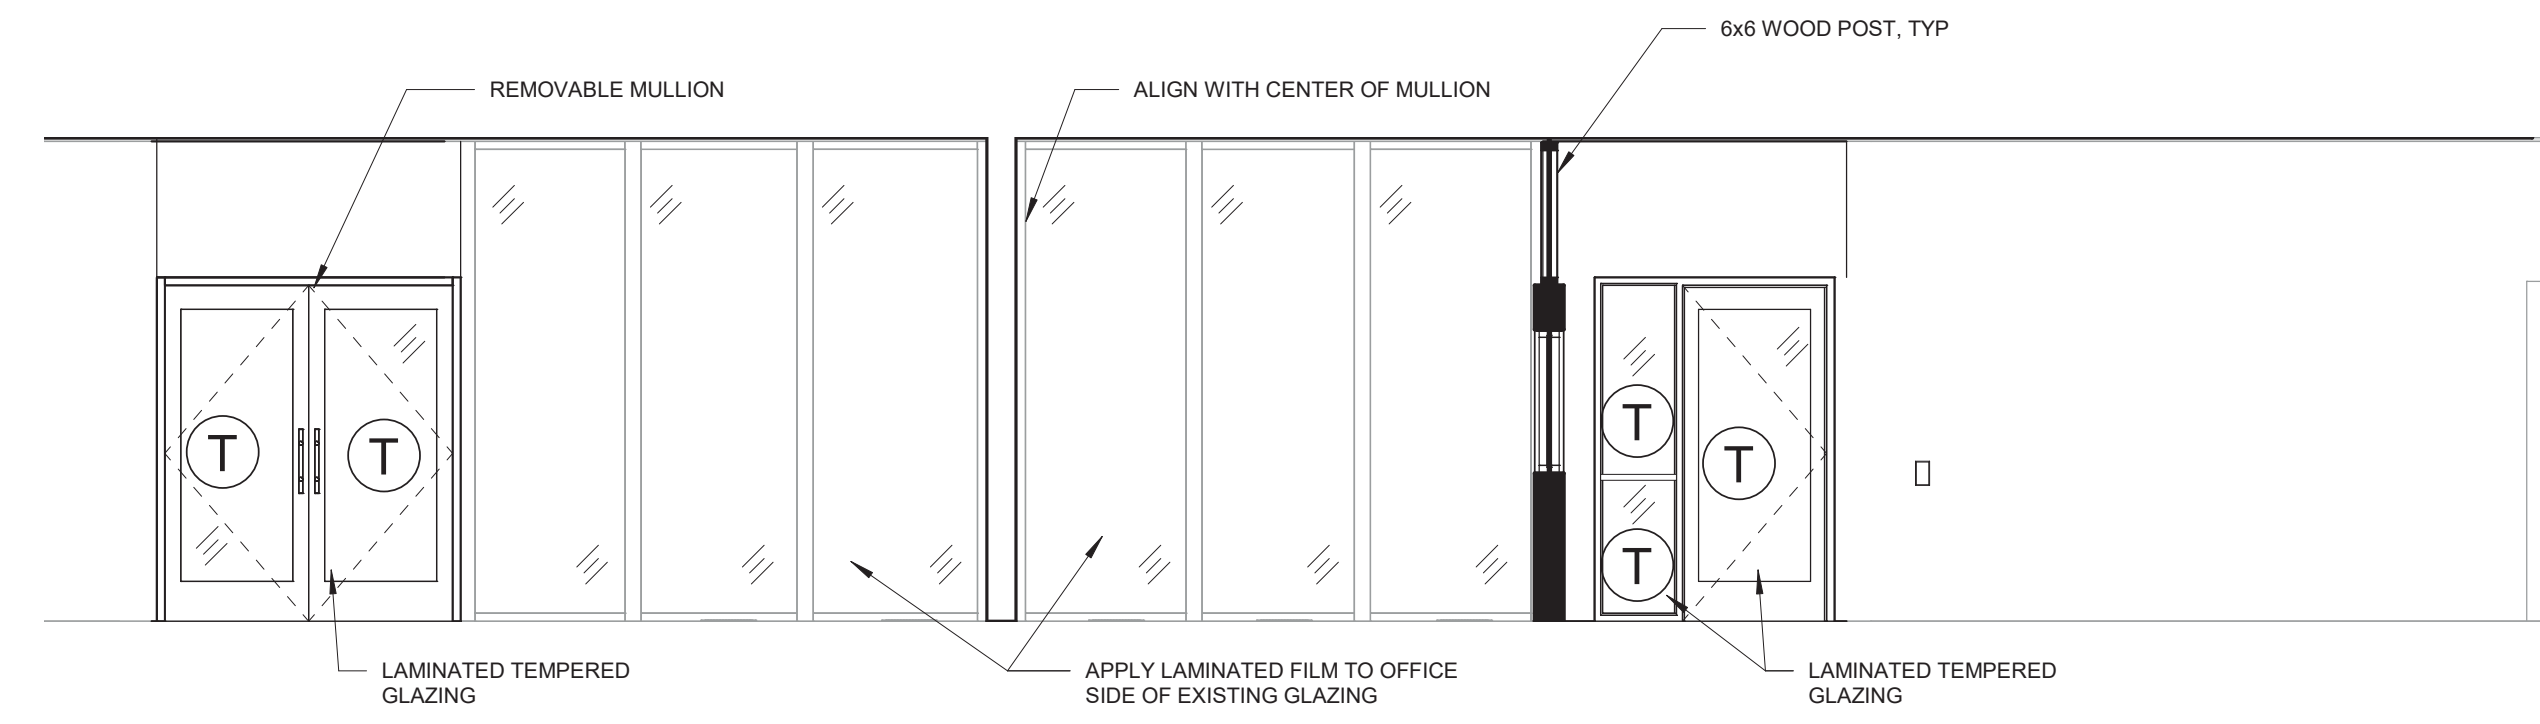 6x6 WOOD POST, TYP
REMOVABLE MULLION
ALIGN WITH CENTER OF MULLION
T
T
T
T
T
LAMINATED TEMPERED
GLAZING
APPLY LAMINATED FILM TO OFFICE
SIDE OF EXISTING GLAZING
LAMINATED TEMPERED
GLAZING